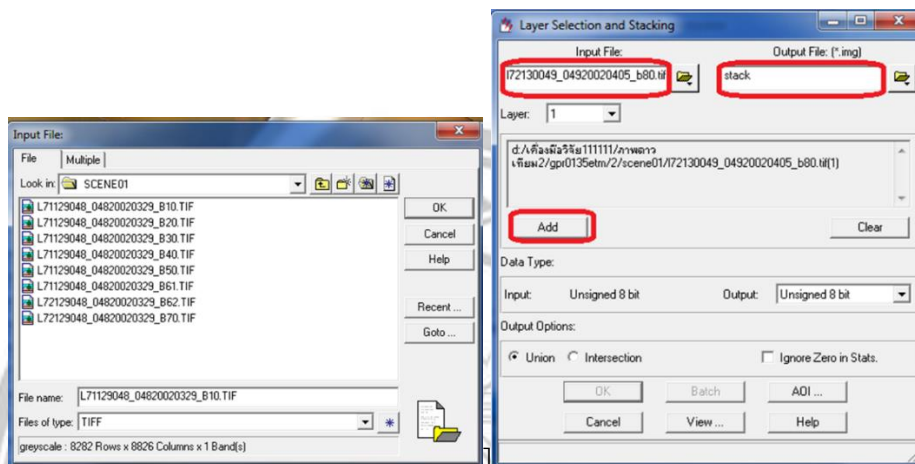 Input File:
File Multiple
Look in: SCENE01
L71129048_04820020329_B10.TIF
L71129048_04820020329_B20.TIF
L71129048_04820020329_B30.TIF
L71129048_04820020329_B40.TIF
L71129048_04820020329_B50.TIF
L71129048_04820020329_B61.TIF
L72129048_04820020329_B62.TIF
L72129048_04820020329_B70.TIF
OK
Cancel
Help
Recent ...
Goto ...
File name: L71129048_04820020329_B10.TIF
Files of type: TIFF
greyscale : 8282 Rows x 8826 Columns x 1 Band(s)
Layer Selection and Stacking
Input File: Output File: (*.img)
l72130049_04920020405_b80.tif stack
Layer: 1
d:/เครื่องมือวิจัย111111/ภาพดาว
เทียม2/gpr0135etm/2/scene01/l72130049_04920020405_b80.tif(1)
Add Clear
Data Type:
Input: Unsigned 8 bit Output: Unsigned 8 bit
Output Options:
Union Intersection Ignore Zero in Stats.
OK Batch AOI ...
Cancel View ... Help